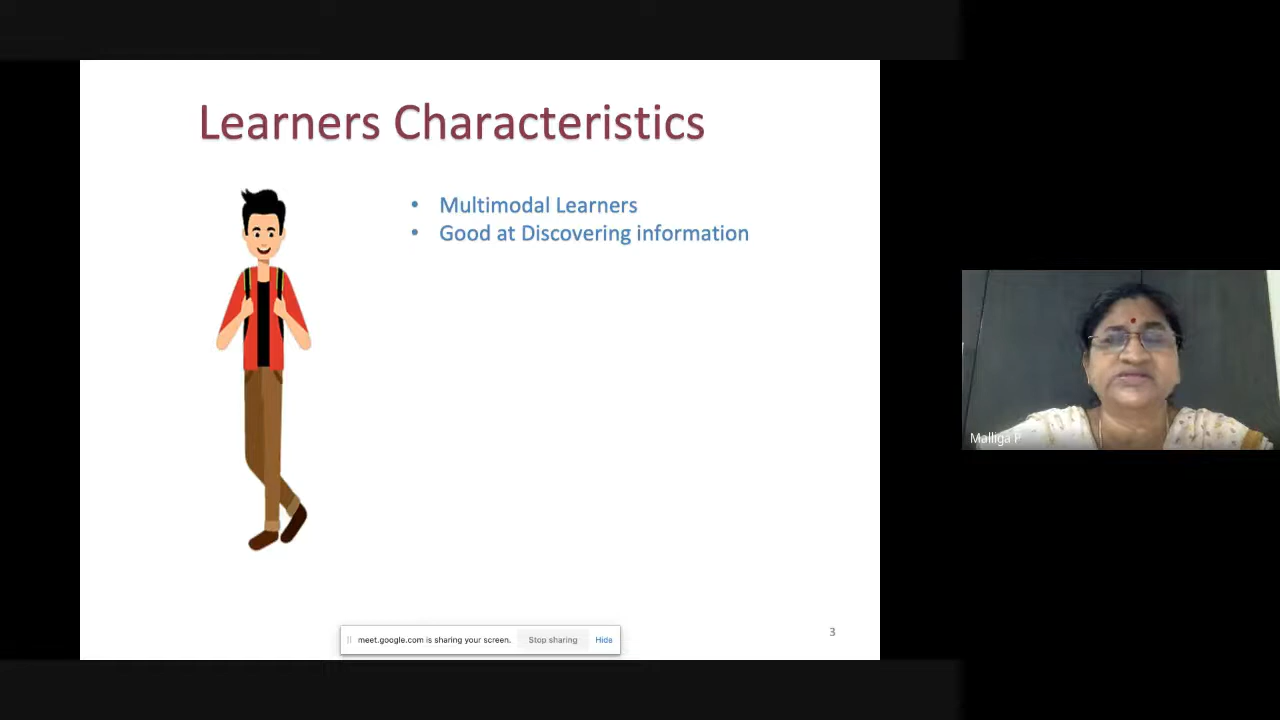 Learners Characteristics
• Multimodal Learners
• Good at Discovering information
Malliga P
meet.google.com is sharing your screen. Stop sharing Hide
3